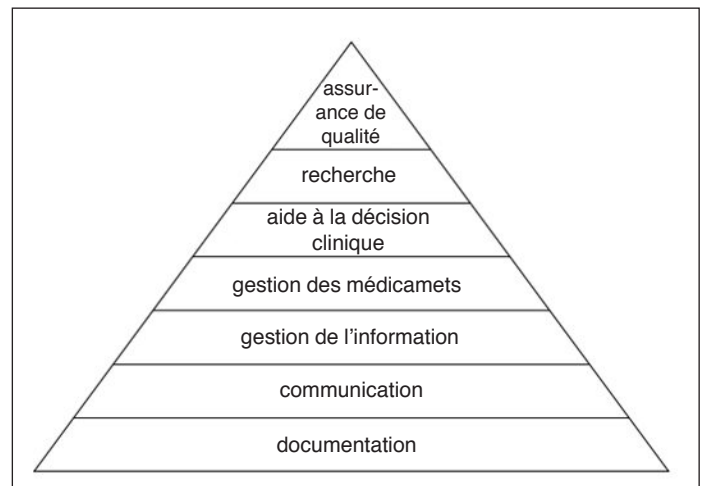 assur-
ance de
qualité
recherche
aide à la décision
clinique
gestion des médicamets
gestion de l'information
communication
documentation